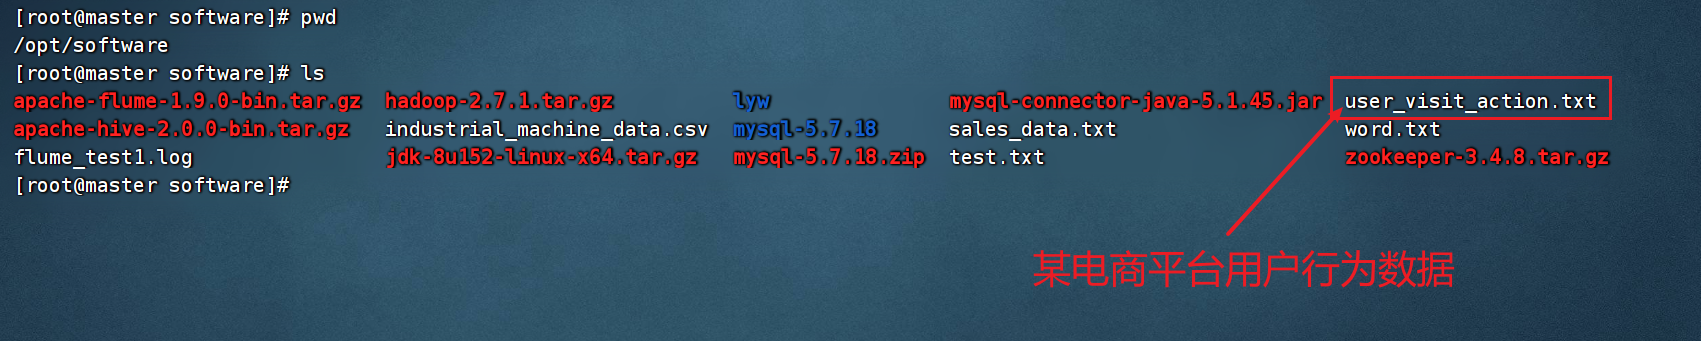 [root@master software]# pwd
/opt/software
[root@master software]# ls
apache-flume-1.9.0-bin.tar.gz hadoop-2.7.1.tar.gz lyw mysql-connector-java-5.1.45.jar user_visit_action.txt
apache-hive-2.0.0-bin.tar.gz industrial_machine_data.csv mysql-5.7.18 sales_data.txt word.txt
flume_test1.log jdk-8u152-linux-x64.tar.gz mysql-5.7.18.zip test.txt zookeeper-3.4.8.tar.gz
[root@master software]#
某电商平台用户行为数据